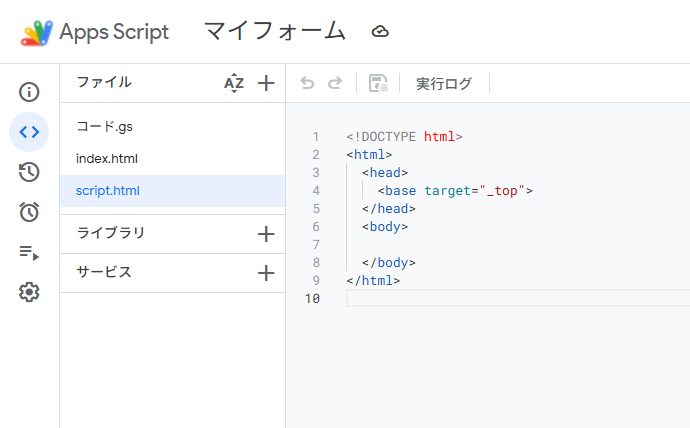 Apps Script マイフォーム
ファイル AZ
実行ログ
コード.gs
index.html
script.html
ライブラリ
サービス
1 <!DOCTYPE html>
2 <html>
3 <head>
4 <base target="_top">
5 </head>
6 <body>
7
8 </body>
9 </html>
10